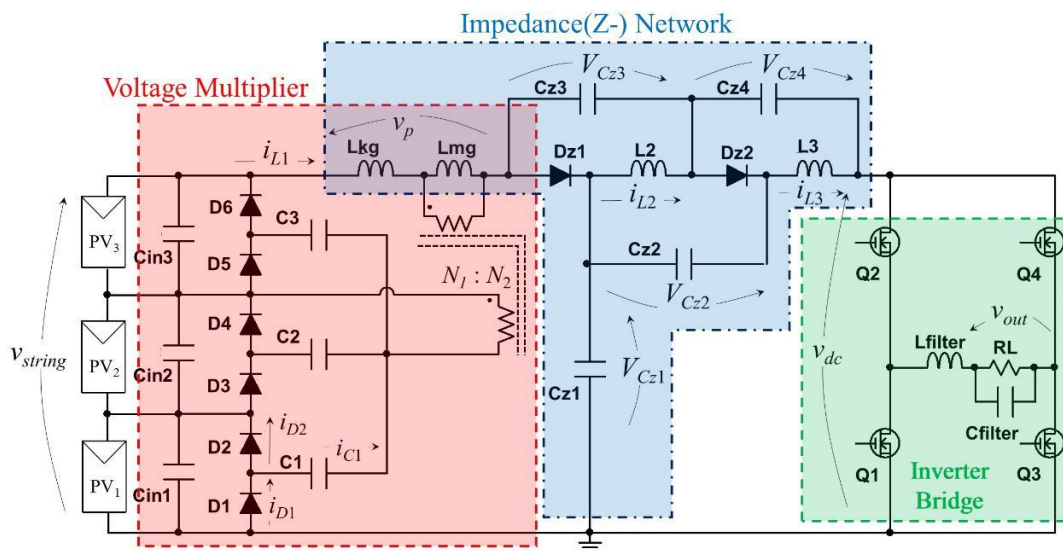 Impedance(Z-) Network
Voltage Multiplier
V_Cz3
V_Cz4
Cz3
Cz4
v_p
i_L1
Lkg
Lmg
Dz1
L2
Dz2
L3
i_L2
i_L3
D6
C3
PV3
Cin3
D5
Cz2
Q2
Q4
N1 : N2
V_Cz2
D4
C2
v_string
PV2
Cin2
D3
Cz1
V_Cz1
v_dc
v_out
Lfilter
RL
Cfilter
i_D2
D2
C1
i_C1
PV1
Cin1
D1
i_D1
Q1
Q3
Inverter
Bridge